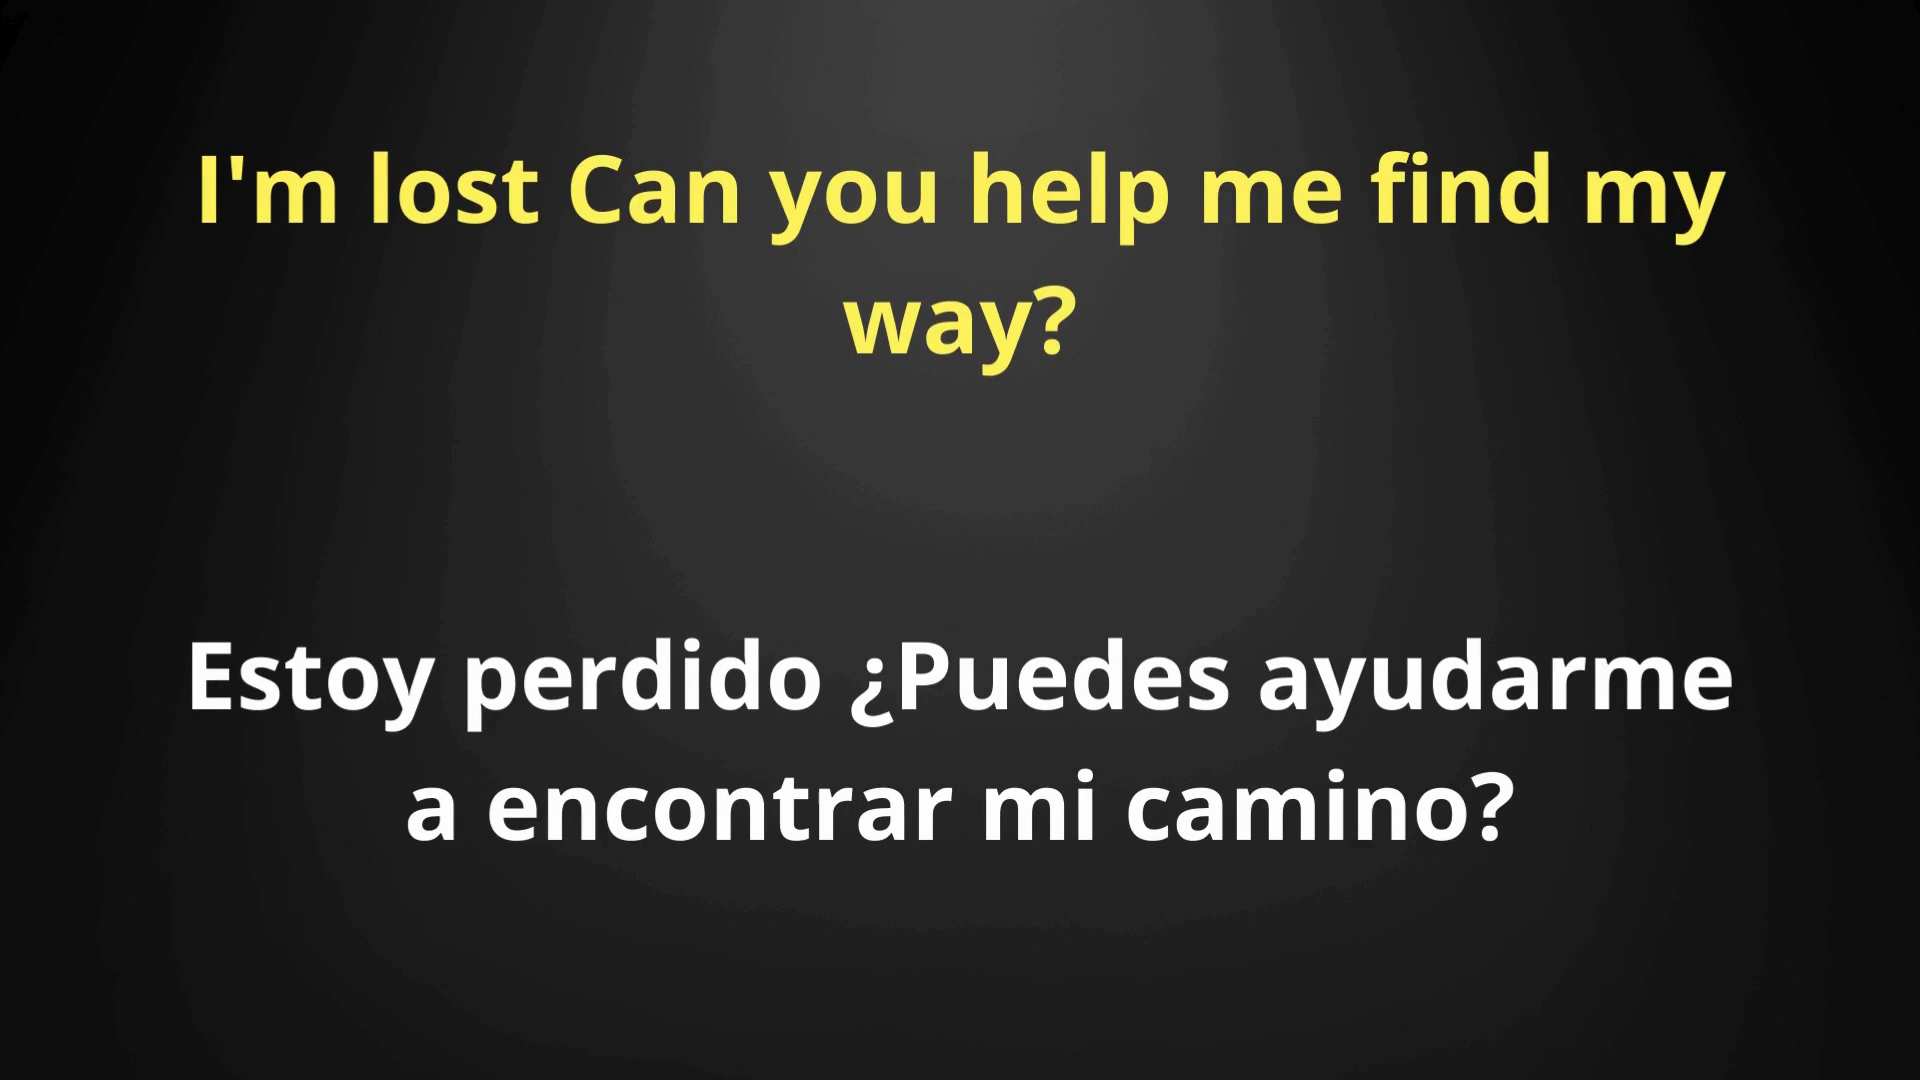 I'm lost Can you help me find my
way?
Estoy perdido ¿Puedes ayudarme
a encontrar mi camino?